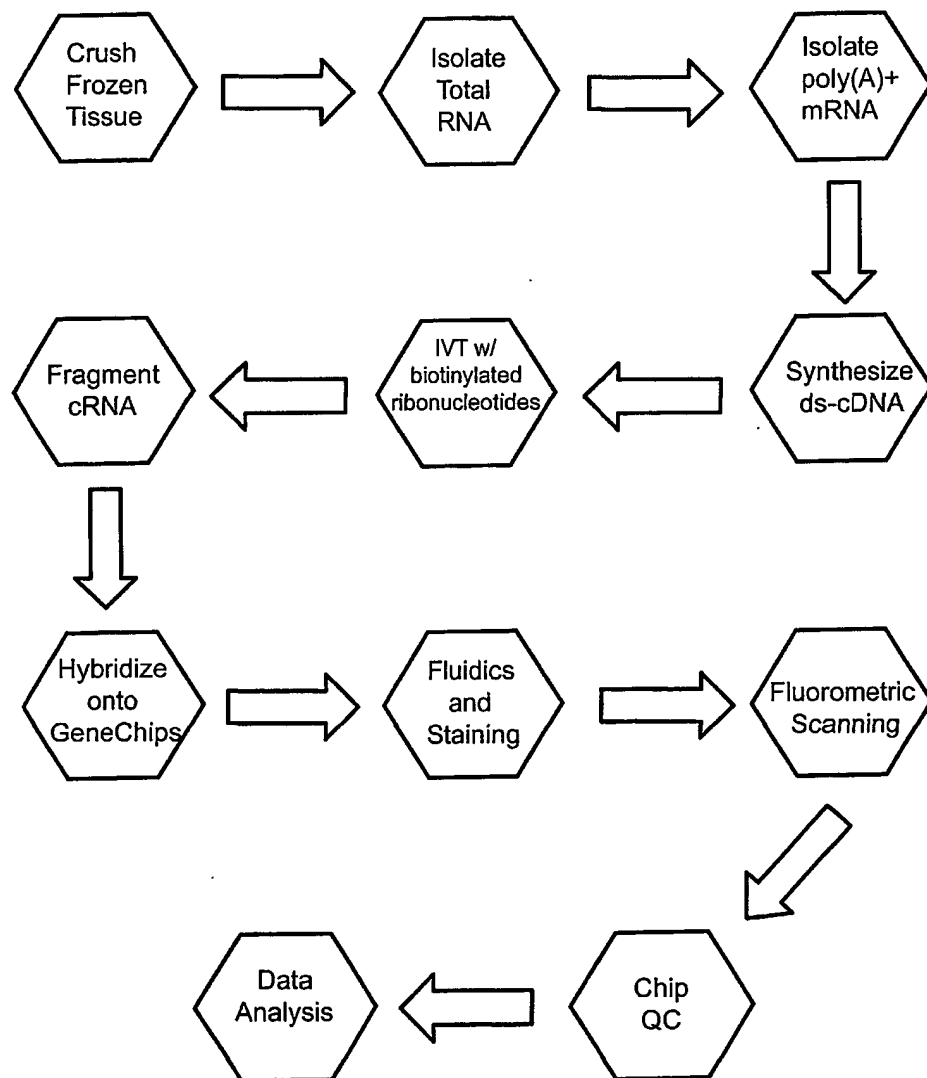 Crush
Frozen
Tissue
Isolate
Total
RNA
Isolate
poly(A)+
mRNA
Synthesize
ds-cDNA
IVT w/
biotinylated
ribonucleotides
Fragment
cRNA
Hybridize
onto
GeneChips
Fluidics
and
Staining
Fluorometric
Scanning
Chip
QC
Data
Analysis